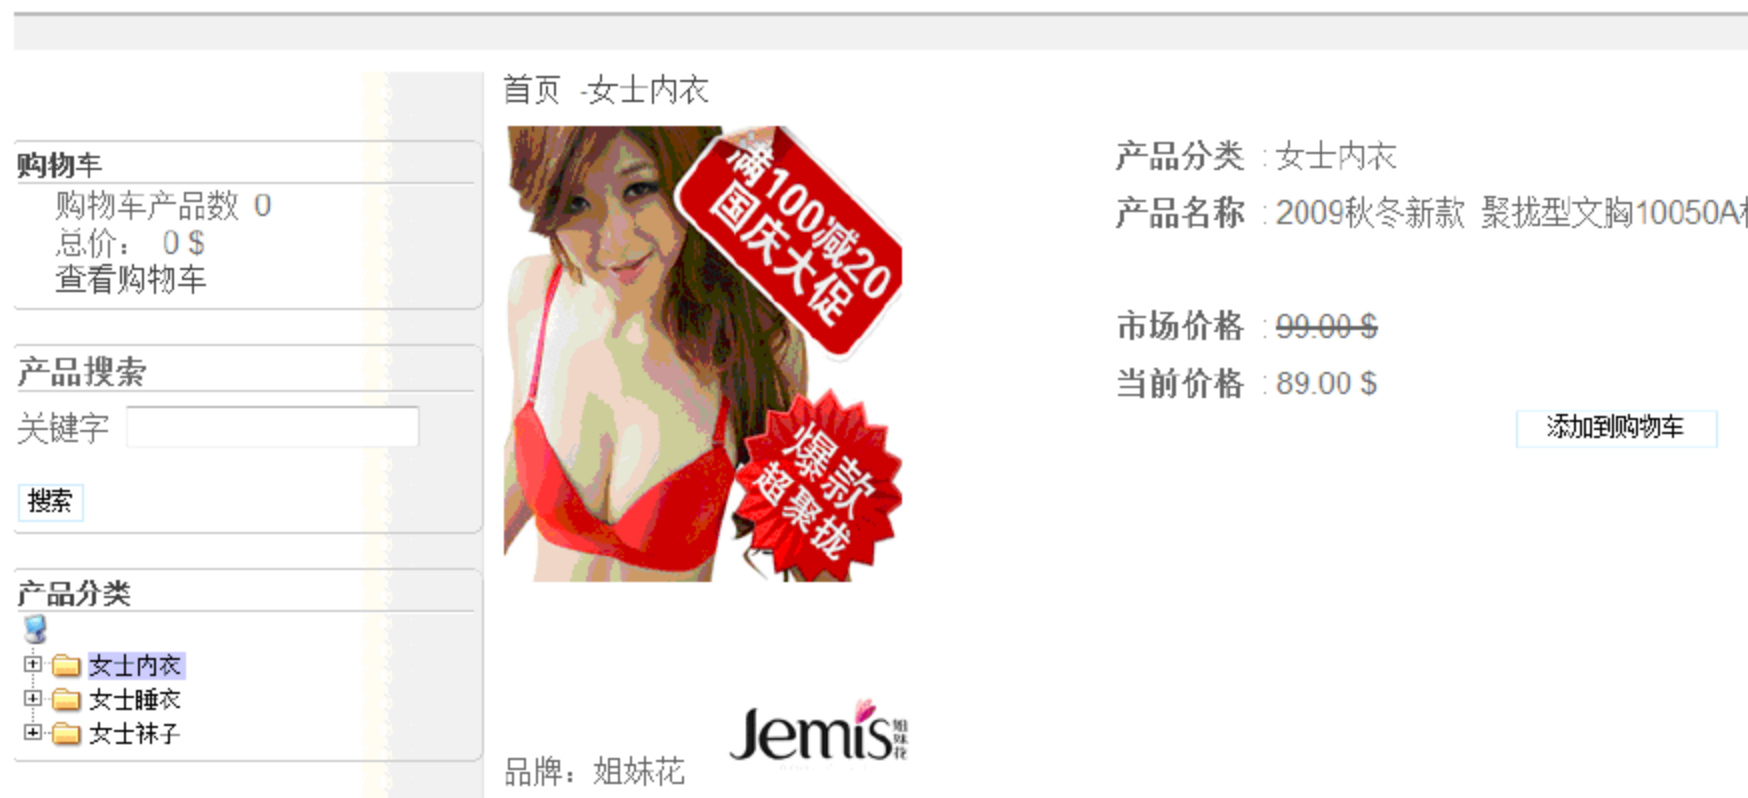 首页 -女士内衣
购物车
购物车产品数 0
总价： 0 $
查看购物车
产品搜索
关键字
搜索
产品分类
女士内衣
女士睡衣
女士袜子
满100减20
国庆大促
爆款
超聚拢
品牌：姐妹花
Jemis
姐妹花
产品分类 : 女士内衣
产品名称 : 2009秋冬新款 聚拢型文胸10050A
市场价格 : 99.00 $
当前价格 : 89.00 $
添加到购物车